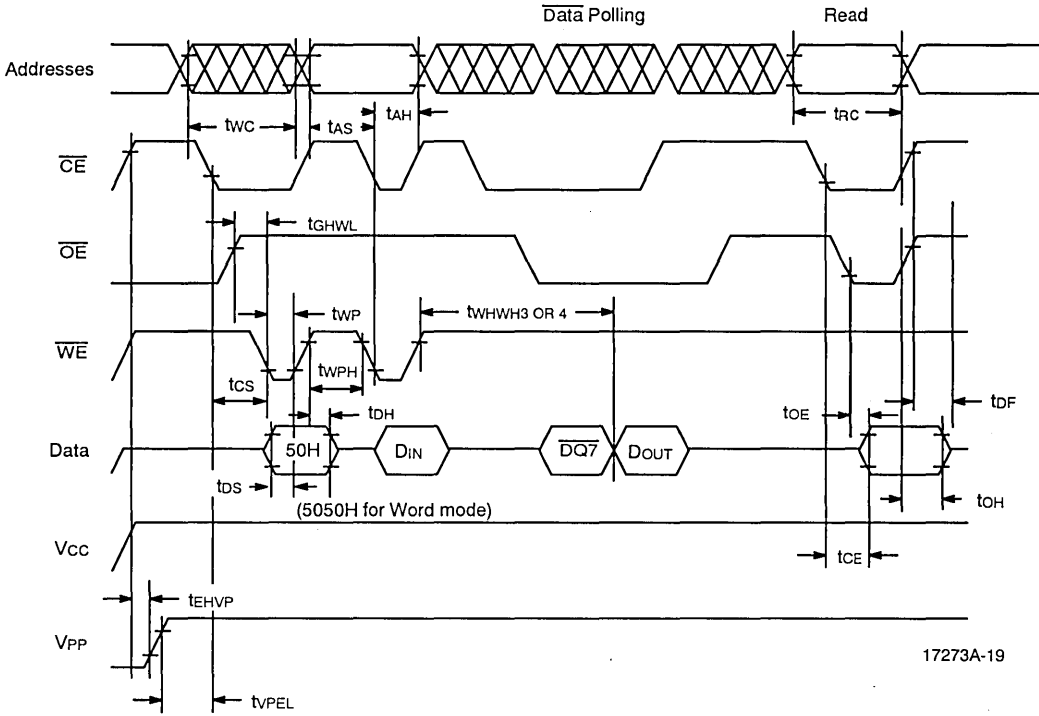 Data Polling
Read
Addresses
tWC
tAS
tAH
tRC
CE
tGHWL
OE
tWP
tWHWH3 OR 4
WE
tCS
tWPH
tDH
tOE
tDF
Data
50H
DIN
DQ7
DOUT
tDS
(5050H for Word mode)
tOH
VCC
tCE
tEHVP
VPP
17273A-19
tVPEL